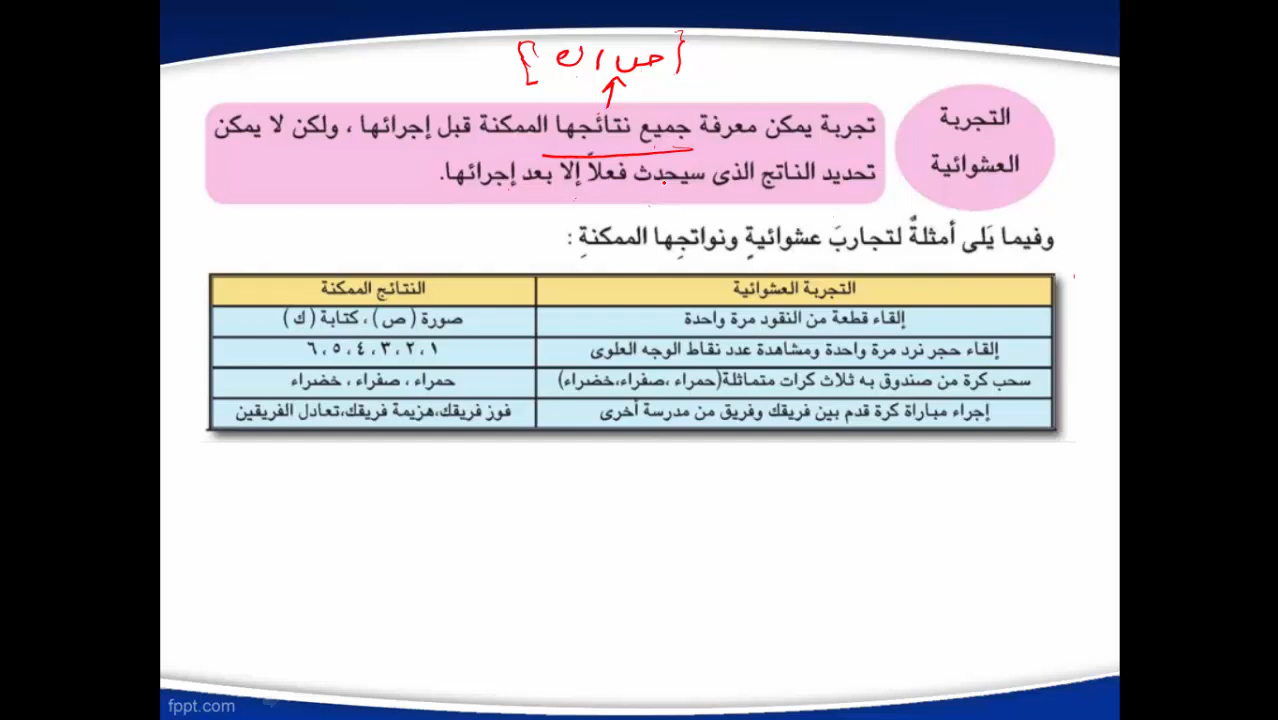 { ص ، ك }
التجربة
العشوائية
تجربة يمكن معرفة جميع نتائجها الممكنة قبل إجرائها ، ولكن لا يمكن
تحديد الناتج الذى سيحدث فعلاً إلا بعد إجرائها.
وفيما يَلى أمثلةٌ لتجاربَ عشوائيةٍ ونواتجِها الممكنةِ :
التجربة العشوائية	النتائج الممكنة
إلقاء قطعة من النقود مرة واحدة	صورة ( ص ) ، كتابة ( ك )
إلقاء حجر نرد مرة واحدة ومشاهدة عدد نقاط الوجه العلوى	١ ، ٢ ، ٣ ، ٤ ، ٥ ، ٦
سحب كرة من صندوق به ثلاث كرات متماثلة(حمراء ،صفراء،خضراء)	حمراء ، صفراء ، خضراء
إجراء مباراة كرة قدم بين فريقك وفريق من مدرسة أخرى	فوز فريقك،هزيمة فريقك،تعادل الفريقين
fppt.com